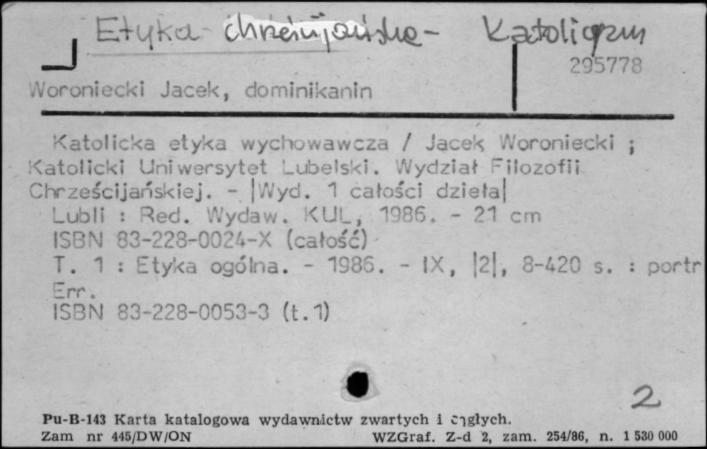 Etyka chrześcijańska - Katolicyzm
295778
Woroniecki Jacek, dominikanin
Katolicka etyka wychowawcza / Jacek Woroniecki ;
Katolicki Uniwersytet Lubelski. Wydział Filozofii
Chrześcijańskiej. - |Wyd. 1 całości dzieła|
Lubli : Red. Wydaw. KUL, 1986. - 21 cm
ISBN 83-228-0024-X (całość)
T. 1 : Etyka ogólna. - 1986. - IX, |2|, 8-420 s. : portr
Err.
ISBN 83-228-0053-3 (t.1)
2
Pu-B-143 Karta katalogowa wydawnictw zwartych i ciągłych.
Zam nr 445/DW/ON WZGraf. Z-d 2, zam. 254/86, n. 1 530 000